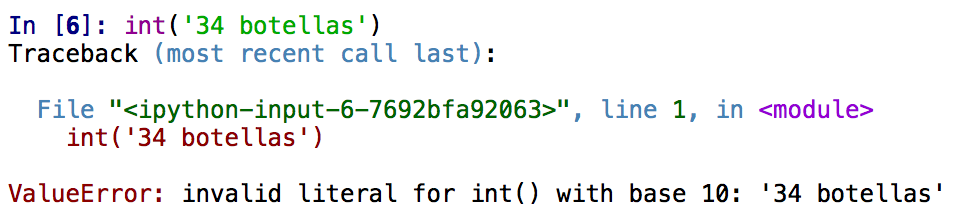 In [6]: int('34 botellas')
Traceback (most recent call last):
File "<ipython-input-6-7692bfa92063>", line 1, in <module>
int('34 botellas')
ValueError: invalid literal for int() with base 10: '34 botellas'